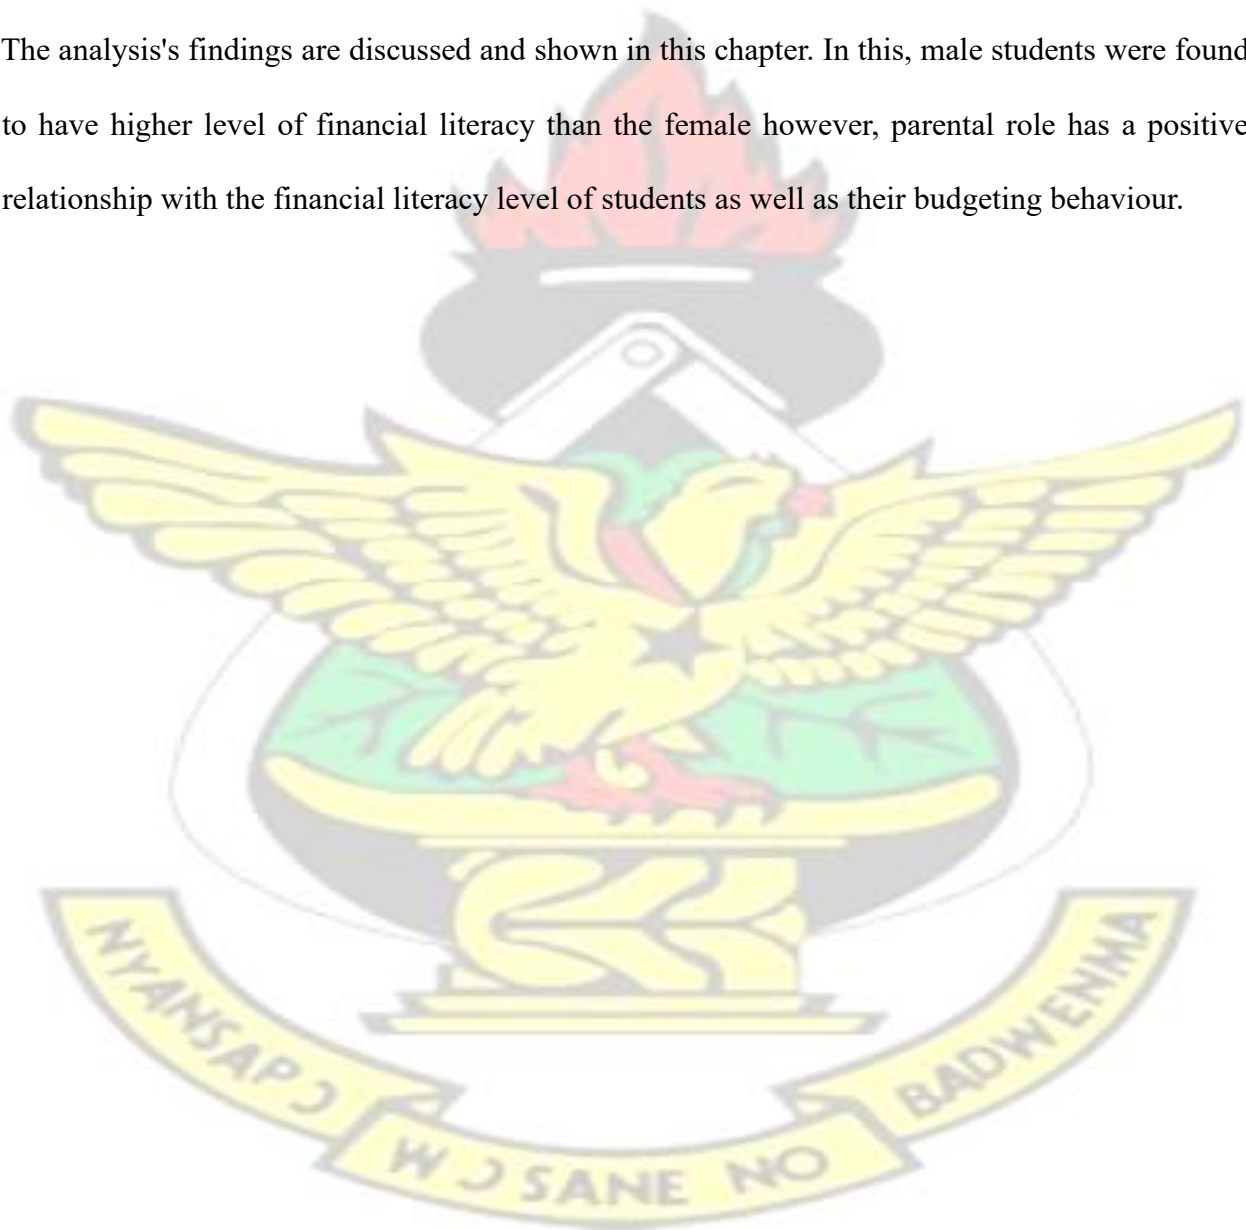 The analysis's findings are discussed and shown in this chapter. In this, male students were found
to have higher level of financial literacy than the female however, parental role has a positive
relationship with the financial literacy level of students as well as their budgeting behaviour.
NYANSAPƆ
WƆSANE NO
BADWENMA